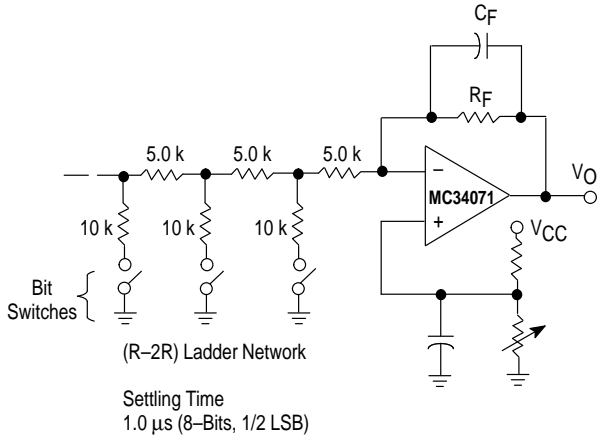 CF
RF
5.0 k
5.0 k
5.0 k
−
MC34071
+
VO
VCC
10 k
10 k
10 k
Bit
Switches
(R–2R) Ladder Network
Settling Time
1.0 µs (8–Bits, 1/2 LSB)